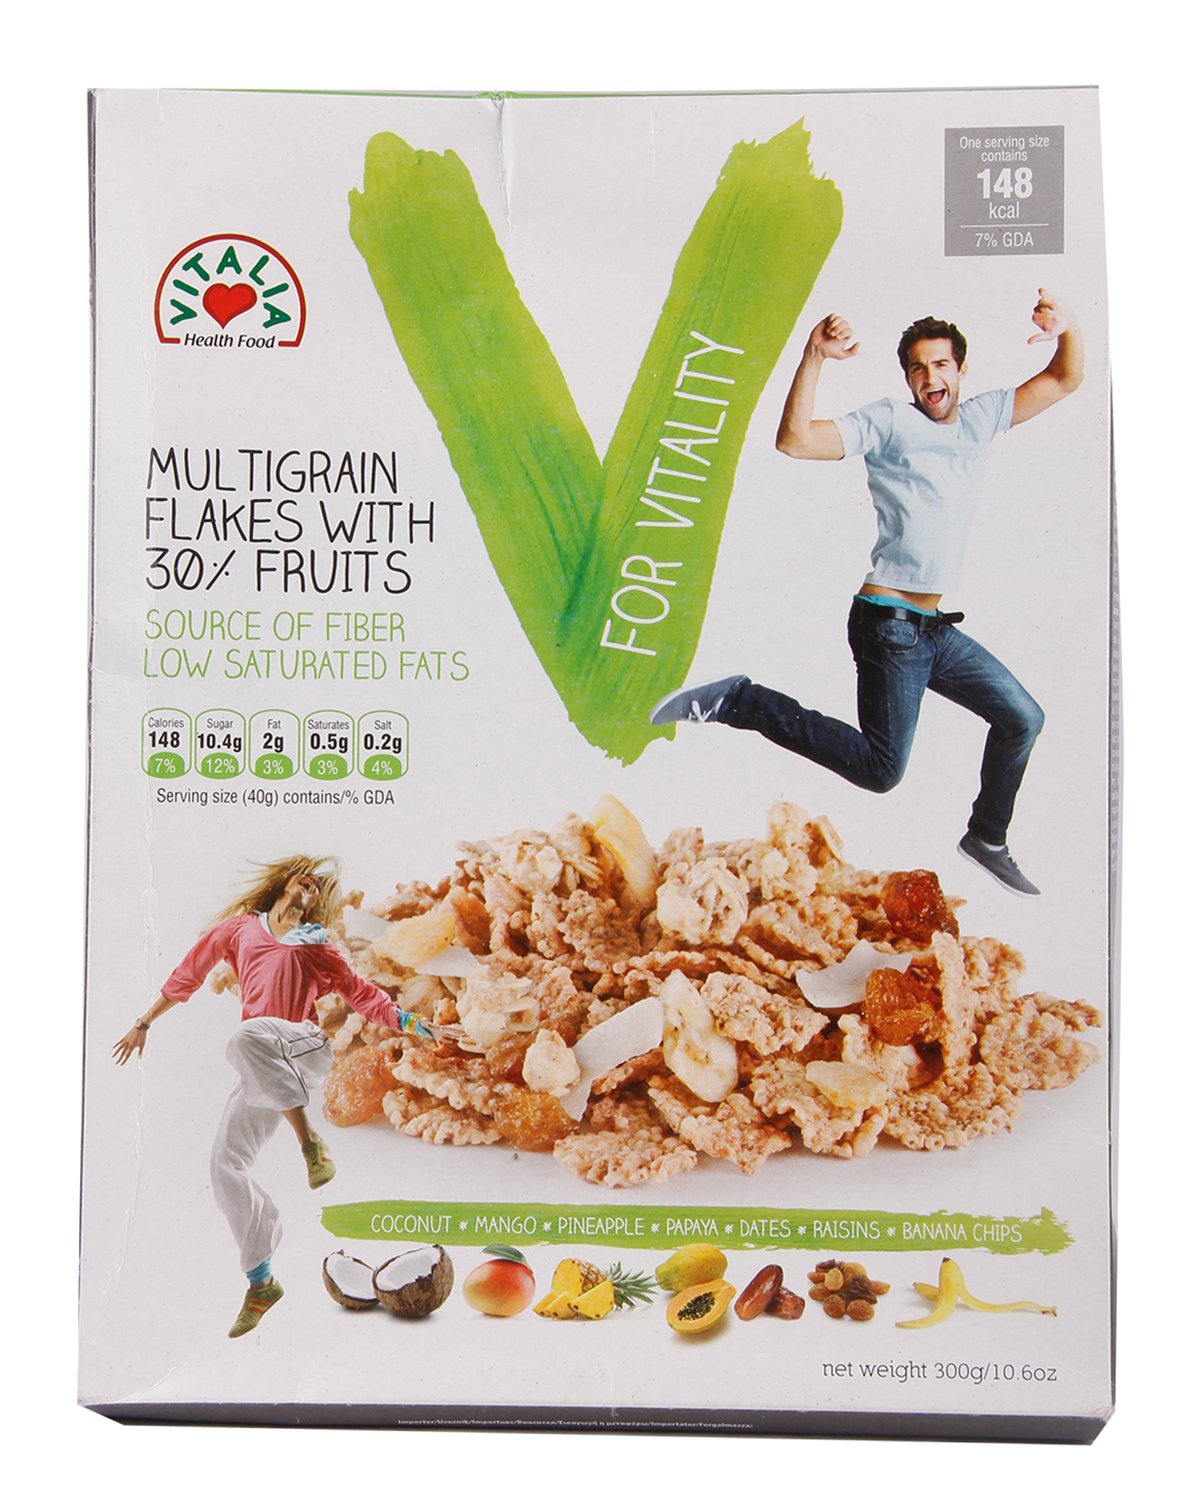 One serving size
contains
148
kcal
7% GDA
VITALIA
Health Food
FOR VITALITY
MULTIGRAIN
FLAKES WITH
30% FRUITS
SOURCE OF FIBER
LOW SATURATED FATS
Calories Sugar Fat Saturates Salt
148 10.4g 2g 0.5g 0.2g
7% 12% 3% 3% 4%
Serving size (40g) contains/% GDA
COCONUT * MANGO * PINEAPPLE * PAPAYA * DATES * RAISINS * BANANA CHIPS
net weight 300g/10.6oz